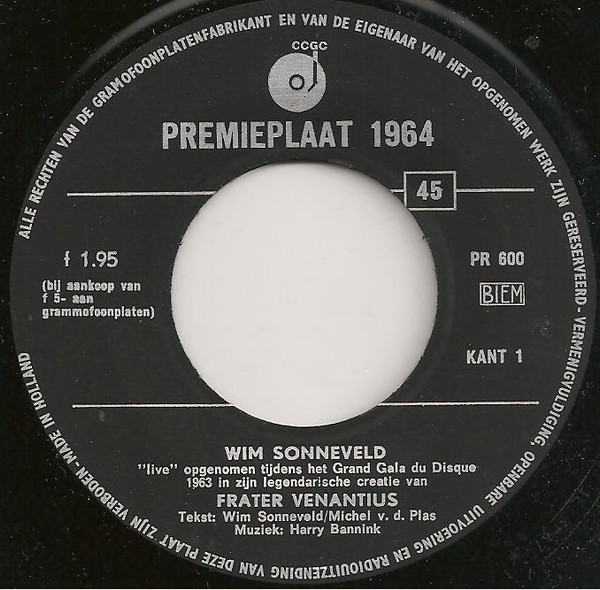 ALLE RECHTEN VAN DE GRAMOFOONPLATENFABRIKANT EN VAN DE EIGENAAR VAN HET OPGENOMEN WERK ZIJN GERESERVEERD - VERMENIGVULDIGING, OPENBARE UITVOERING EN RADIOUITZENDING VAN DEZE PLAAT ZIJN VERBODEN - MADE IN HOLLAND
CCGC
PREMIEPLAAT 1964
45
f 1.95
(bij aankoop van
f 5- aan
grammofoonplaten)
PR 600
BIEM
KANT 1
WIM SONNEVELD
"live" opgenomen tijdens het Grand Gala du Disque
1963 in zijn legendarische creatie van
FRATER VENANTIUS
Tekst: Wim Sonneveld/Michel v. d. Plas
Muziek: Harry Bannink